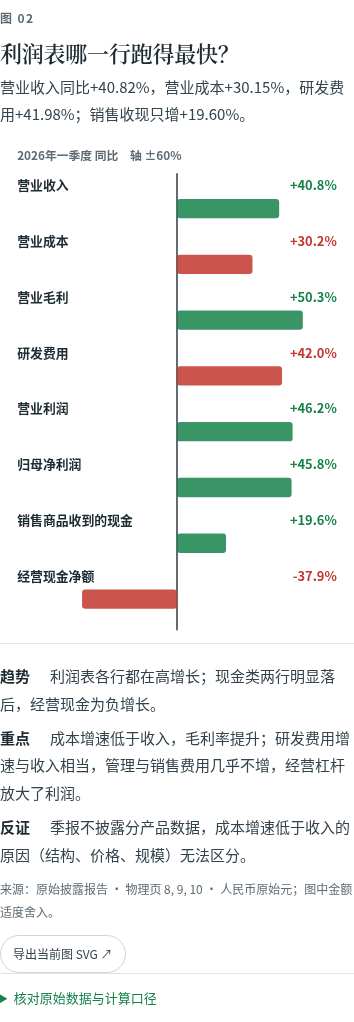 图 02
利润表哪一行跑得最快？
营业收入同比+40.82%，营业成本+30.15%，研发费
用+41.98%；销售收现只增+19.60%。
2026年一季度 同比 轴 ±60%
营业收入 +40.8%
营业成本 +30.2%
营业毛利 +50.3%
研发费用 +42.0%
营业利润 +46.2%
归母净利润 +45.8%
销售商品收到的现金 +19.6%
经营现金净额 -37.9%
趋势 利润表各行都在高增长；现金类两行明显落
后，经营现金为负增长。
重点 成本增速低于收入，毛利率提升；研发费用增
速与收入相当，管理与销售费用几乎不增，经营杠杆
放大了利润。
反证 季报不披露分产品数据，成本增速低于收入的
原因（结构、价格、规模）无法区分。
来源：原始披露报告 · 物理页 8, 9, 10 · 人民币原始元；图中金额
适度舍入。
导出当前图 SVG ↗
▶ 核对原始数据与计算口径